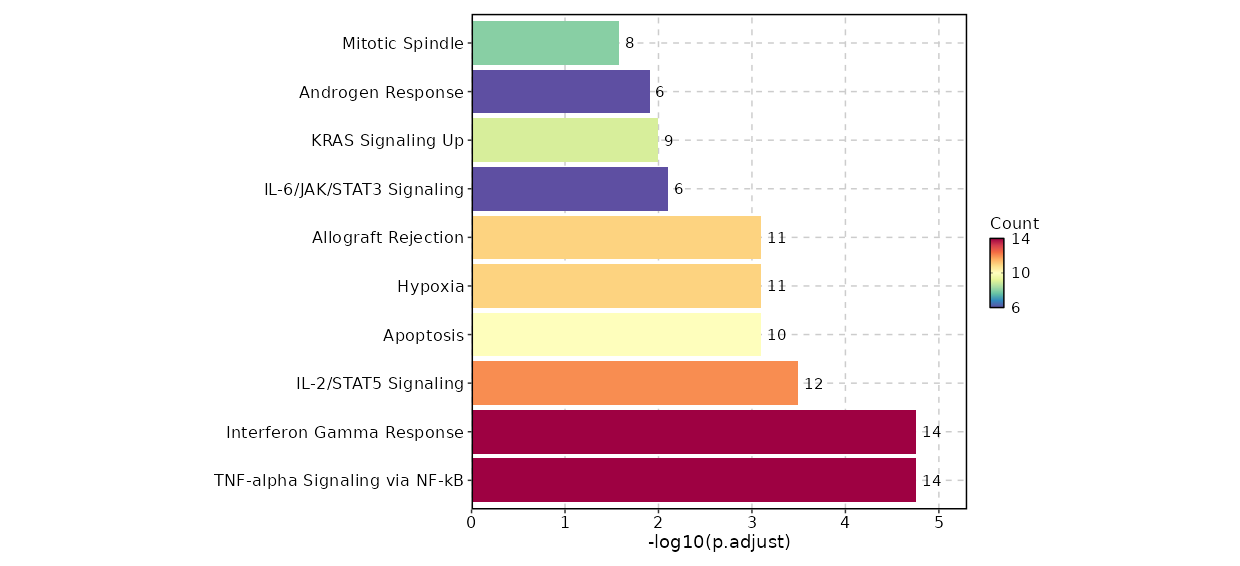 Mitotic Spindle 8
Androgen Response 6
KRAS Signaling Up 9
IL-6/JAK/STAT3 Signaling 6
Allograft Rejection 11
Hypoxia 11
Apoptosis 10
IL-2/STAT5 Signaling 12
Interferon Gamma Response 14
TNF-alpha Signaling via NF-kB 14
0 1 2 3 4 5
-log10(p.adjust)
Count
14
10
6